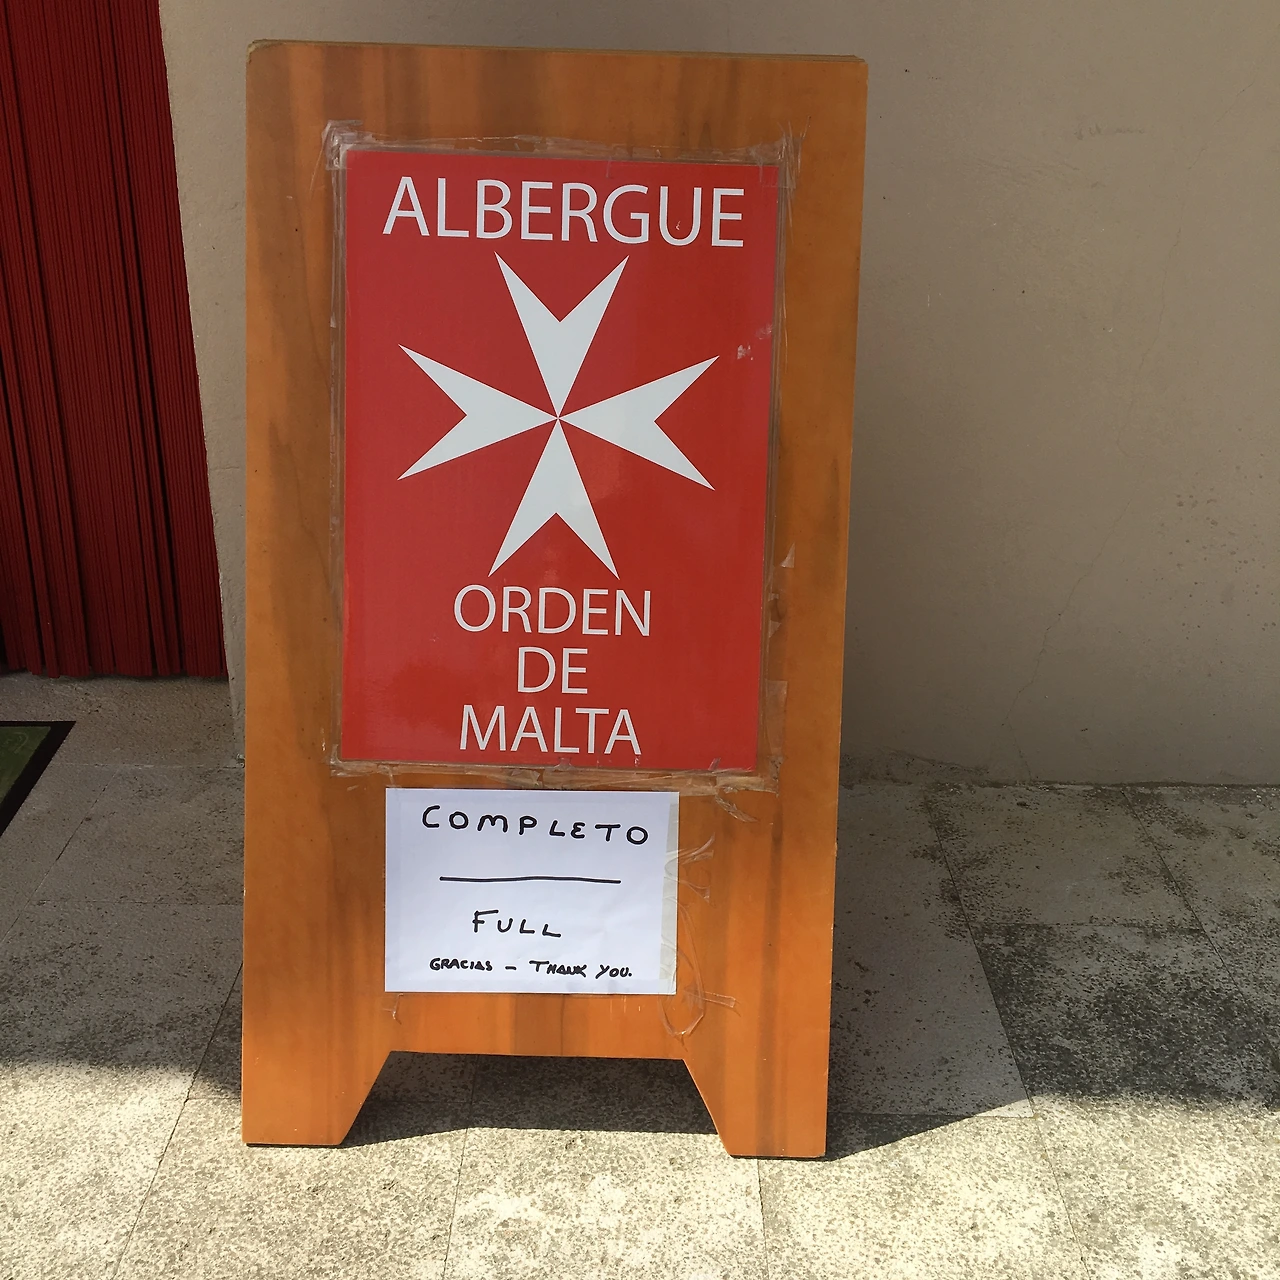 ALBERGUE
ORDEN
DE
MALTA
COMPLETO
FULL
GRACIAS – THANK YOU.